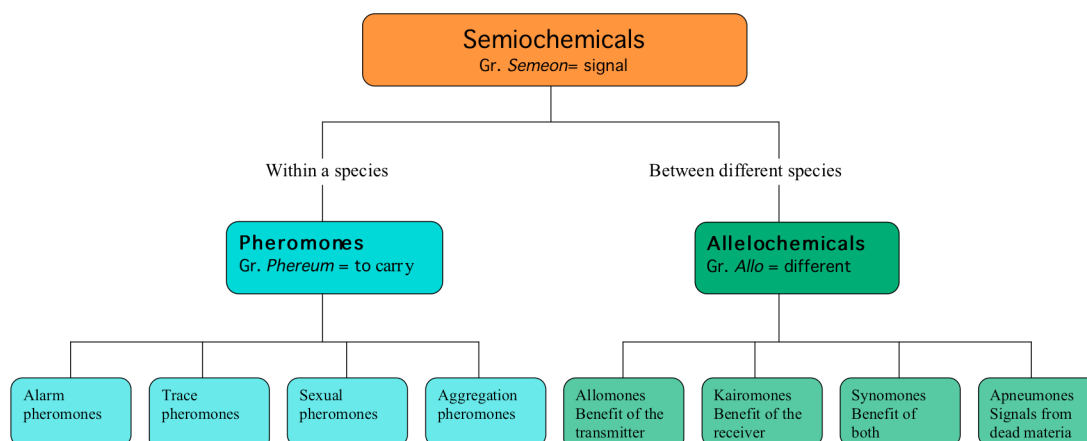 Semiochemicals
Gr. Semeon= signal
Within a species
Between different species
Pheromones
Gr. Phereum = to carry
Allelochemicals
Gr. Allo = different
Alarm
pheromones
Trace
pheromones
Sexual
pheromones
Aggregation
pheromones
Allomones
Benefit of the
transmitter
Kairomones
Benefit of the
receiver
Synomones
Benefit of
both
Apneumones
Signals from
dead materia